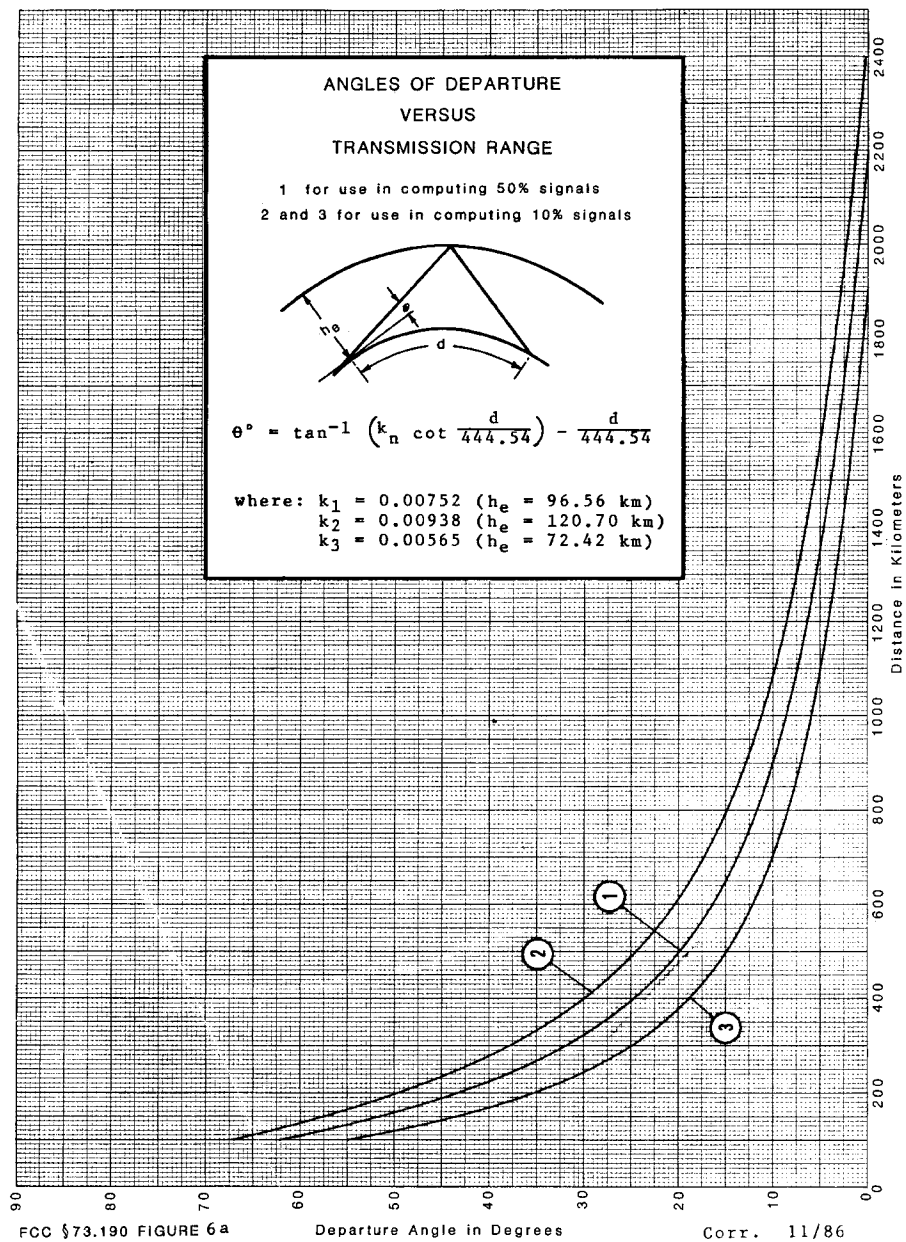 ANGLES OF DEPARTURE
VERSUS
TRANSMISSION RANGE
1 for use in computing 50% signals
2 and 3 for use in computing 10% signals
he
θ
d
θ° = tan⁻¹ (kn cot d/444.54) - d/444.54
where: k1 = 0.00752 (he = 96.56 km)
k2 = 0.00938 (he = 120.70 km)
k3 = 0.00565 (he = 72.42 km)
1
2
3
2400
2200
2000
1800
1600
1400
1200
1000
800
600
400
200
0
Distance in Kilometers
90 80 70 60 50 40 30 20 10 0
FCC §73.190 FIGURE 6a Departure Angle in Degrees Corr. 11/86